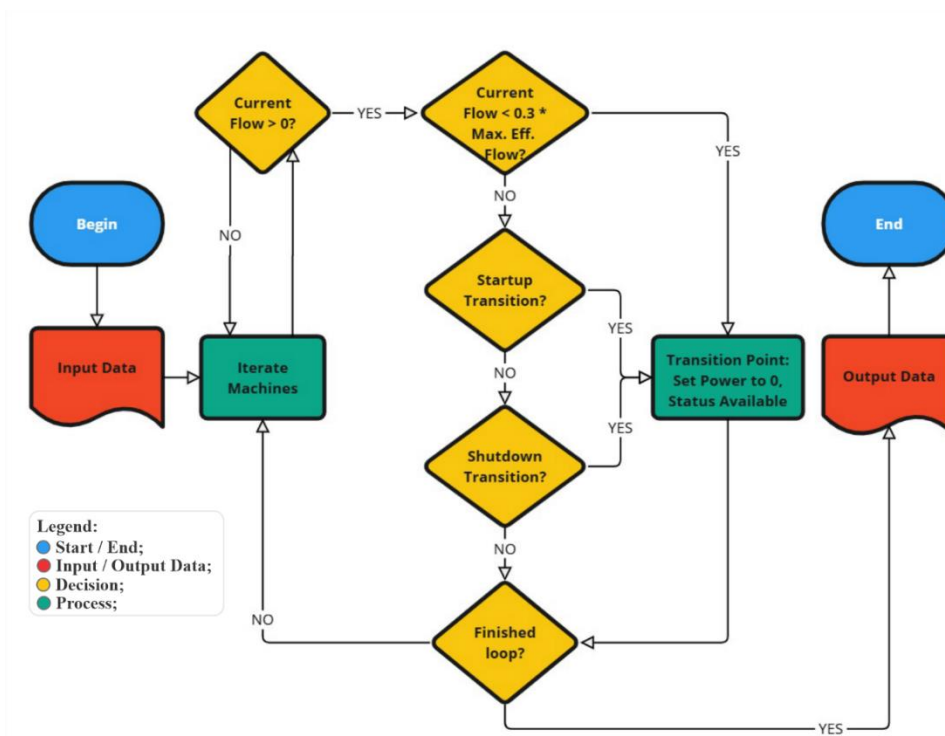 Current
Flow > 0?
YES
Current
Flow < 0.3 *
Max. Eff.
Flow?
YES
NO
NO
Begin
End
Startup
Transition?
YES
Input Data
Iterate
Machines
NO
Transition Point:
Set Power to 0,
Status Available
Output Data
YES
Shutdown
Transition?
NO
Legend:
Start / End;
Input / Output Data;
Decision;
Process;
NO
Finished
loop?
YES